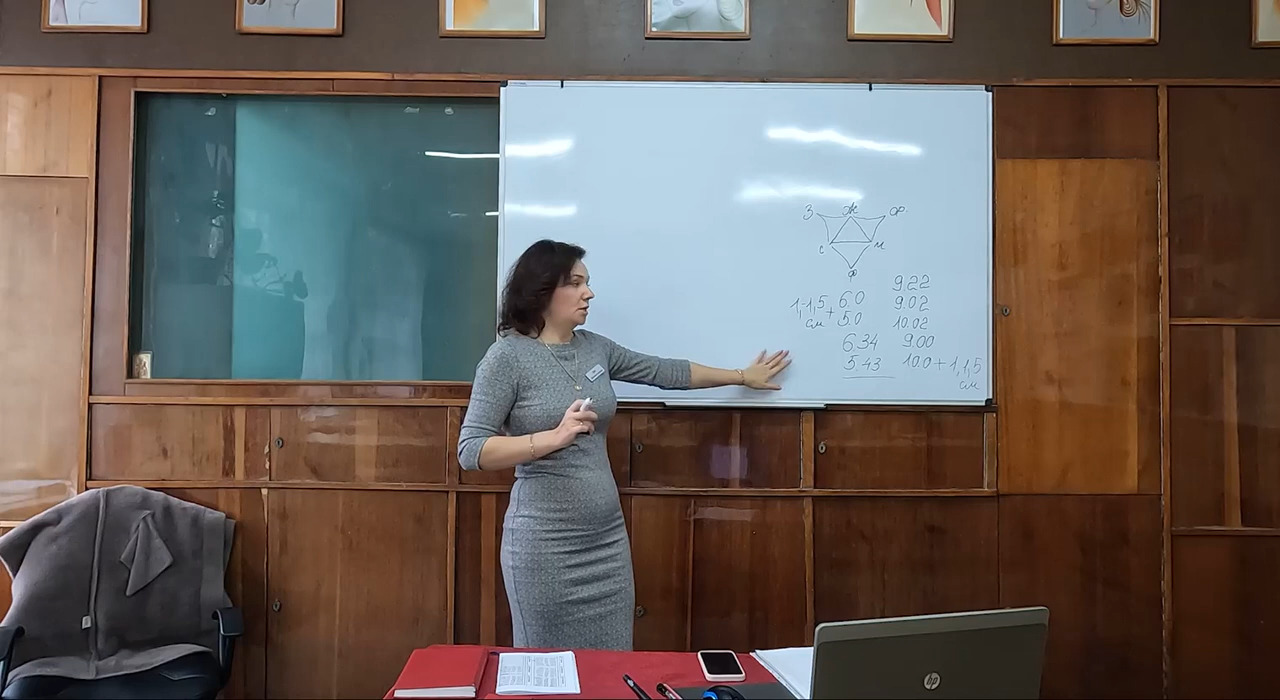 З Ж ОР.
С М
Ф
1,-1,5 + 6.0
см 5.0
6.34
5.43
9.22
9.02
10.02
9.00
10.0 + 1,1,5
см
hp